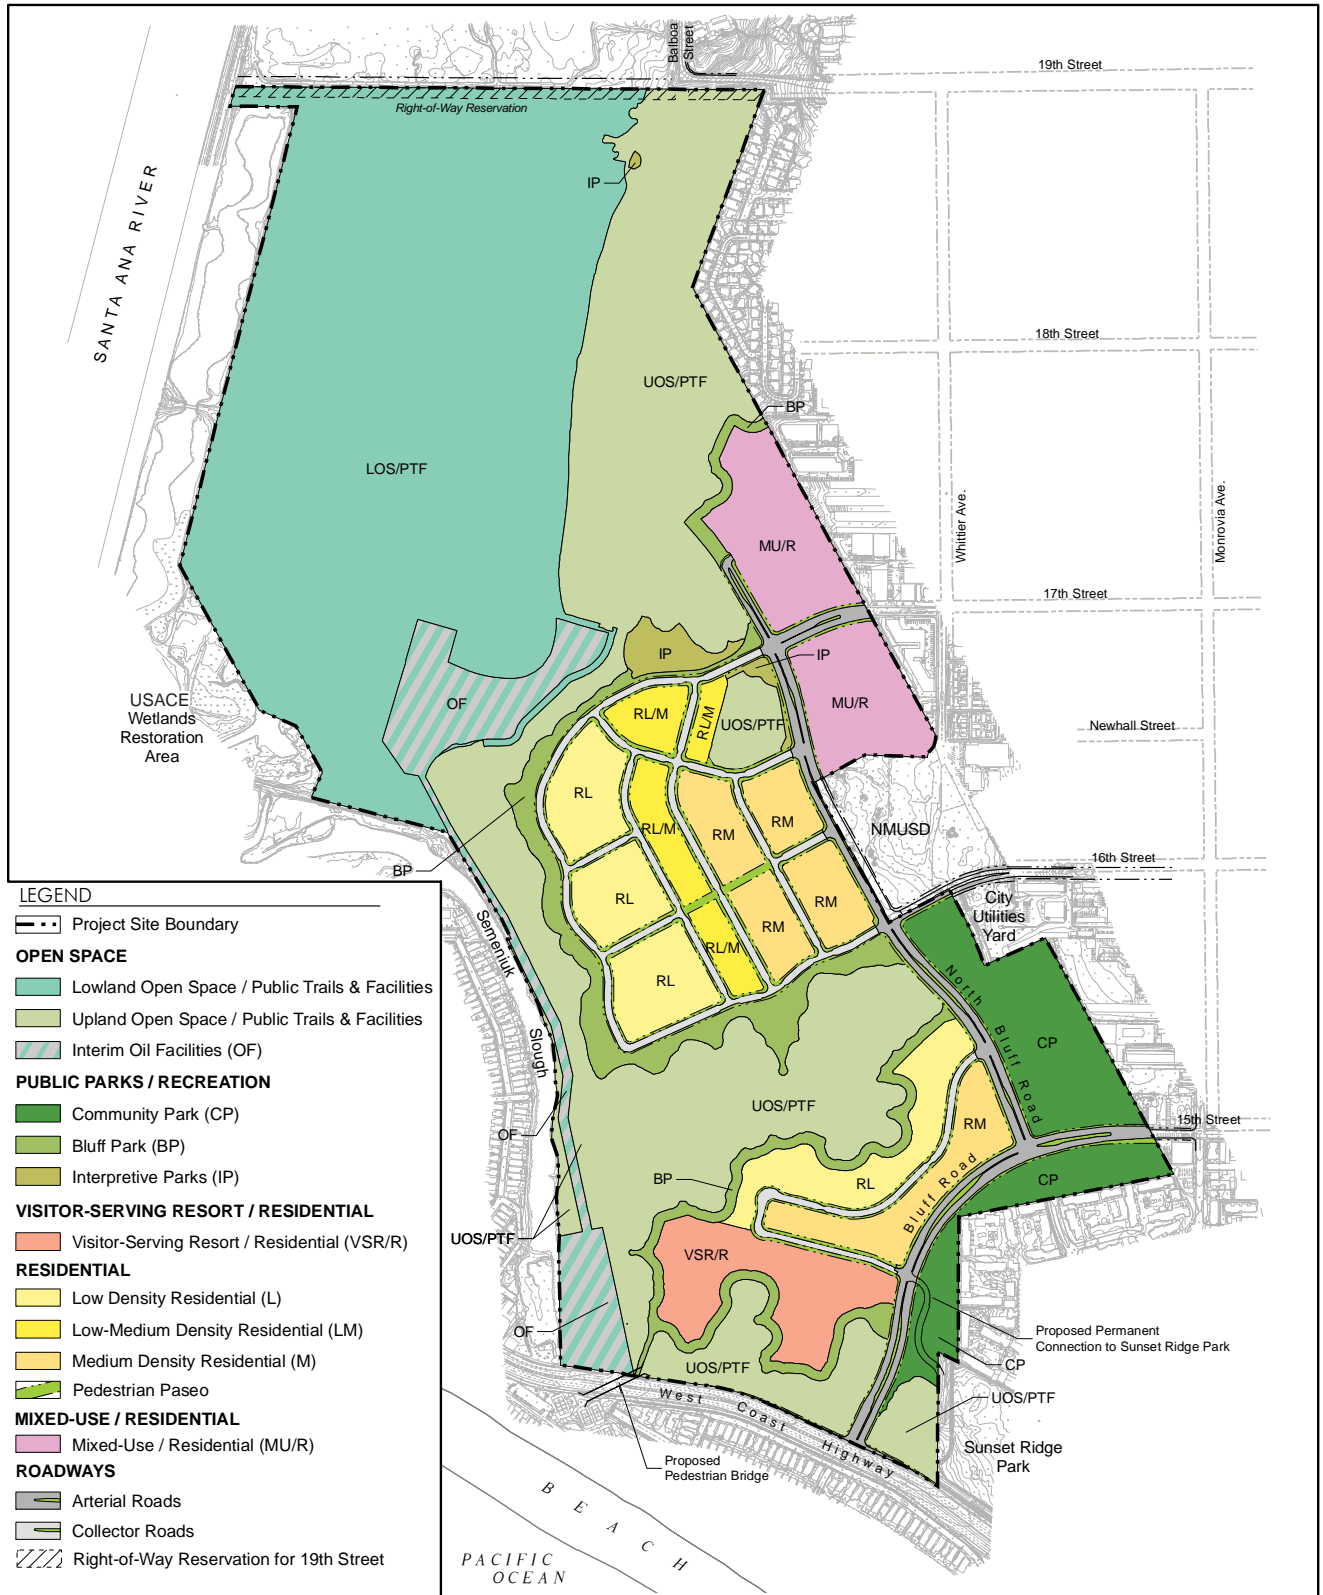 Balboa
Street
19th Street
Right-of-Way Reservation
IP
SANTA ANA RIVER
18th Street
UOS/PTF
BP
LOS/PTF
Whittier Ave.
Monrovia Ave.
MU/R
17th Street
IP
IP
USACE
Wetlands
Restoration
Area
OF
RL/M
RL/M
UOS/PTF
MU/R
Newhall Street
RL
RL/M
RM
RM
NMUSD
16th Street
BP
RL
RM
RM
City
Utilities
Yard
Semeniuk
Slough
RL/M
RL
North
Bluff Road
CP
UOS/PTF
RM
15th Street
OF
BP
RL
CP
Bluff Road
UOS/PTF
VSR/R
OF
Proposed Permanent
Connection to Sunset Ridge Park
CP
UOS/PTF
UOS/PTF
West Coast Highway
Sunset Ridge
Park
Proposed
Pedestrian Bridge
BEACH
PACIFIC
OCEAN
LEGEND
Project Site Boundary
OPEN SPACE
Lowland Open Space / Public Trails & Facilities
Upland Open Space / Public Trails & Facilities
Interim Oil Facilities (OF)
PUBLIC PARKS / RECREATION
Community Park (CP)
Bluff Park (BP)
Interpretive Parks (IP)
VISITOR-SERVING RESORT / RESIDENTIAL
Visitor-Serving Resort / Residential (VSR/R)
RESIDENTIAL
Low Density Residential (L)
Low-Medium Density Residential (LM)
Medium Density Residential (M)
Pedestrian Paseo
MIXED-USE / RESIDENTIAL
Mixed-Use / Residential (MU/R)
ROADWAYS
Arterial Roads
Collector Roads
Right-of-Way Reservation for 19th Street